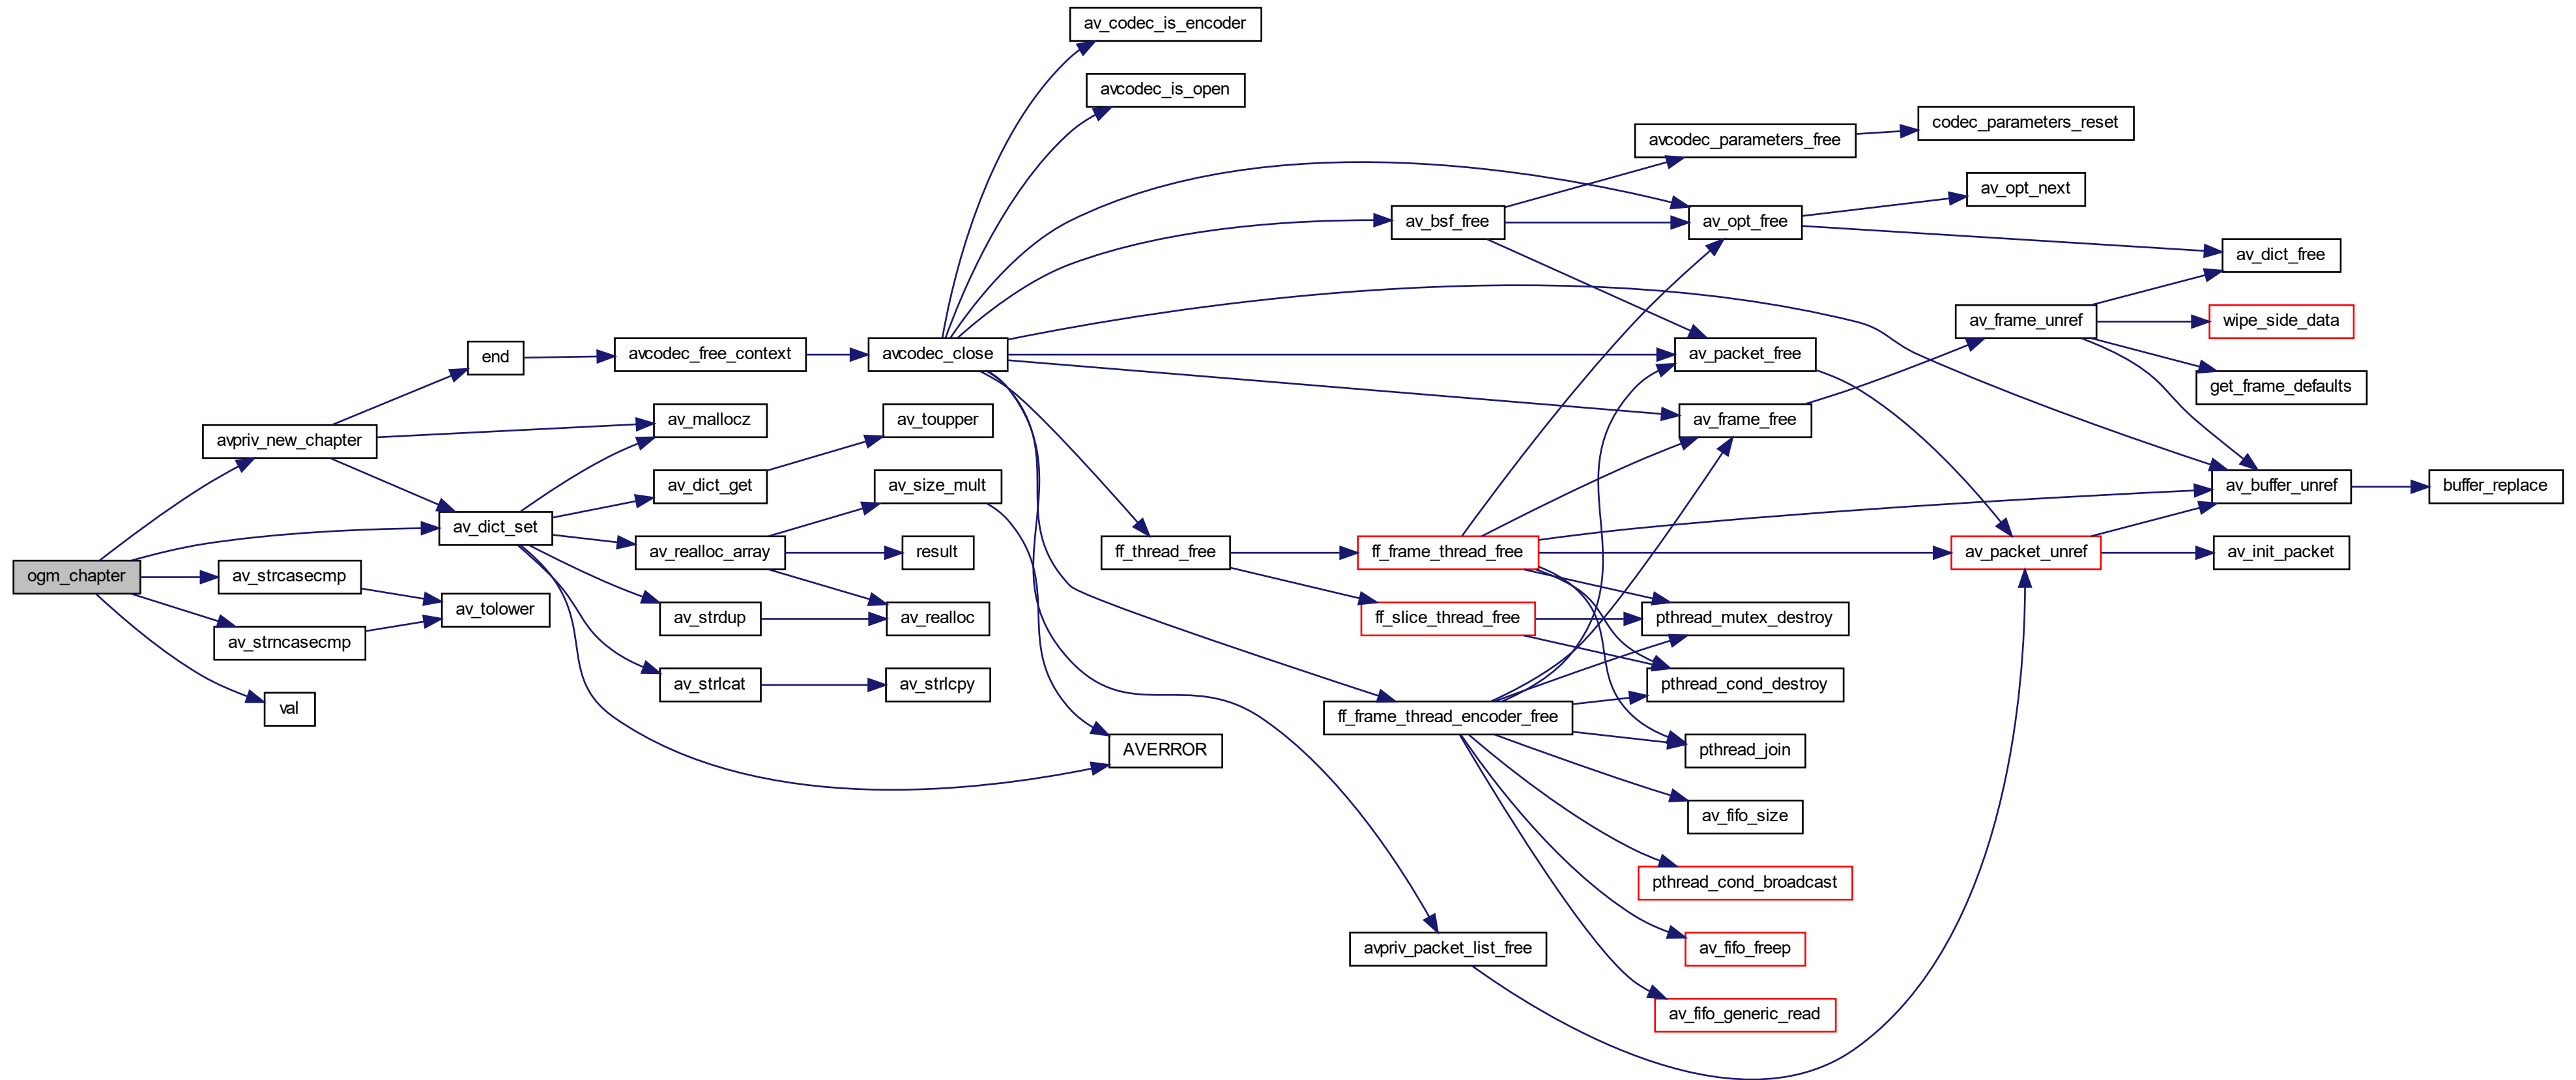 av_codec_is_encoder
avcodec_is_open
codec_parameters_reset
avcodec_parameters_free
av_opt_next
av_bsf_free
av_opt_free
av_dict_free
av_frame_unref
wipe_side_data
end
avcodec_free_context
avcodec_close
av_packet_free
get_frame_defaults
av_mallocz
av_toupper
av_frame_free
avpriv_new_chapter
av_dict_get
av_size_mult
av_buffer_unref
buffer_replace
av_dict_set
av_realloc_array
result
ff_thread_free
ff_frame_thread_free
av_packet_unref
av_init_packet
ogm_chapter
av_strcasecmp
av_tolower
av_strdup
av_realloc
ff_slice_thread_free
pthread_mutex_destroy
av_strncasecmp
av_strlcat
av_strlcpy
pthread_cond_destroy
val
ff_frame_thread_encoder_free
AVERROR
pthread_join
av_fifo_size
pthread_cond_broadcast
avpriv_packet_list_free
av_fifo_freep
av_fifo_generic_read